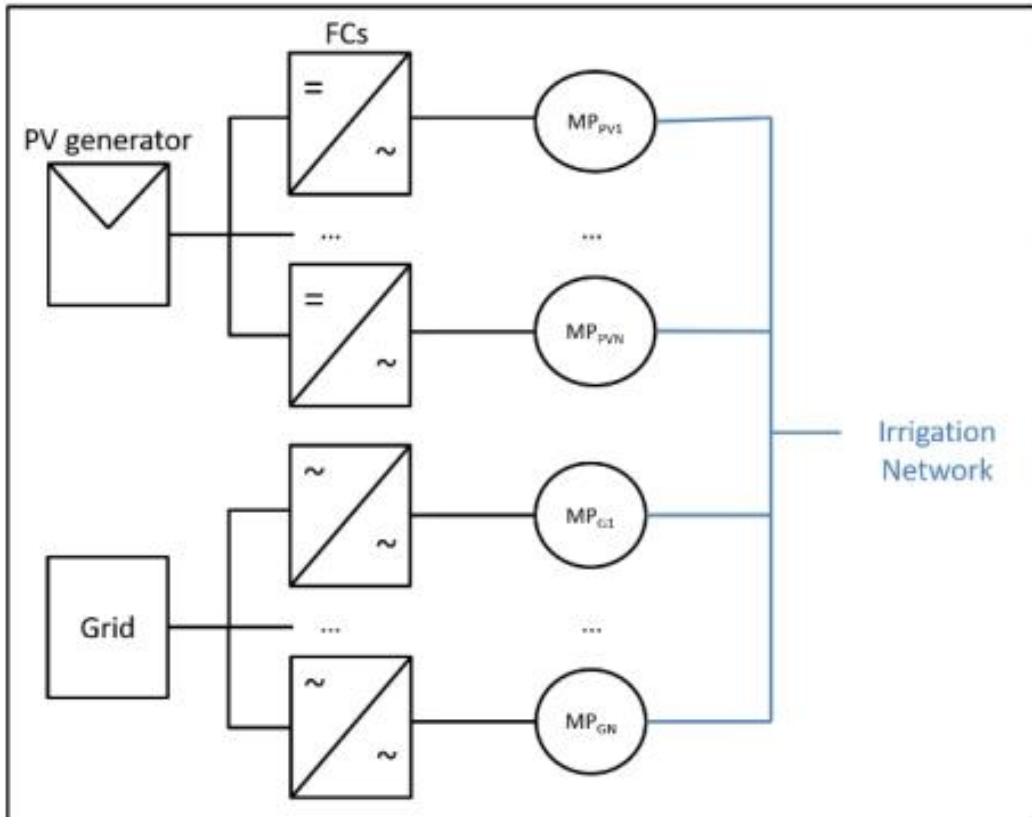 FCs
=
~
PV generator
MP_PV1
...
...
=
~
MP_PVN
Irrigation
Network
~
~
MP_G1
Grid
...
...
~
~
MP_GN